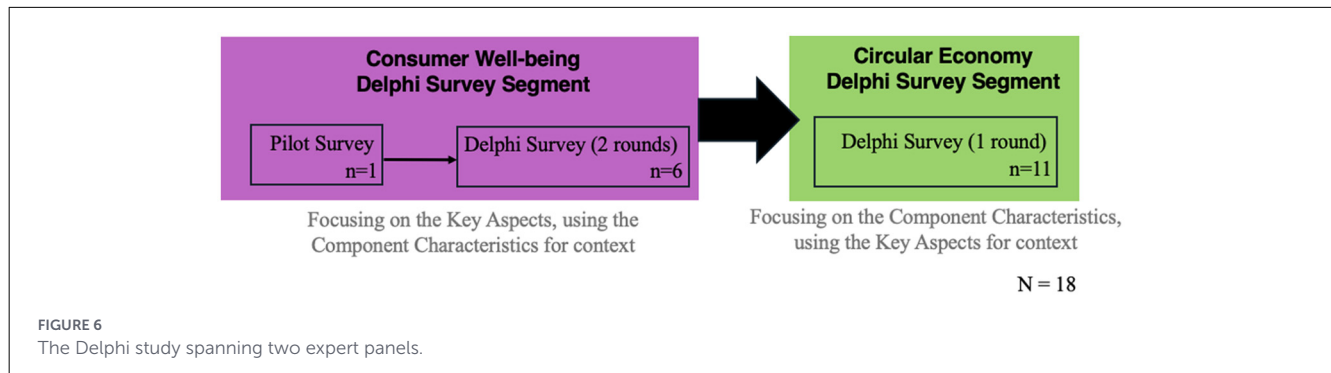 Consumer Well-being
Delphi Survey Segment
Pilot Survey
n=1
Delphi Survey (2 rounds)
n=6
Focusing on the Key Aspects, using the
Component Characteristics for context
Circular Economy
Delphi Survey Segment
Delphi Survey (1 round)
n=11
Focusing on the Component Characteristics,
using the Key Aspects for context
N = 18
FIGURE 6
The Delphi study spanning two expert panels.